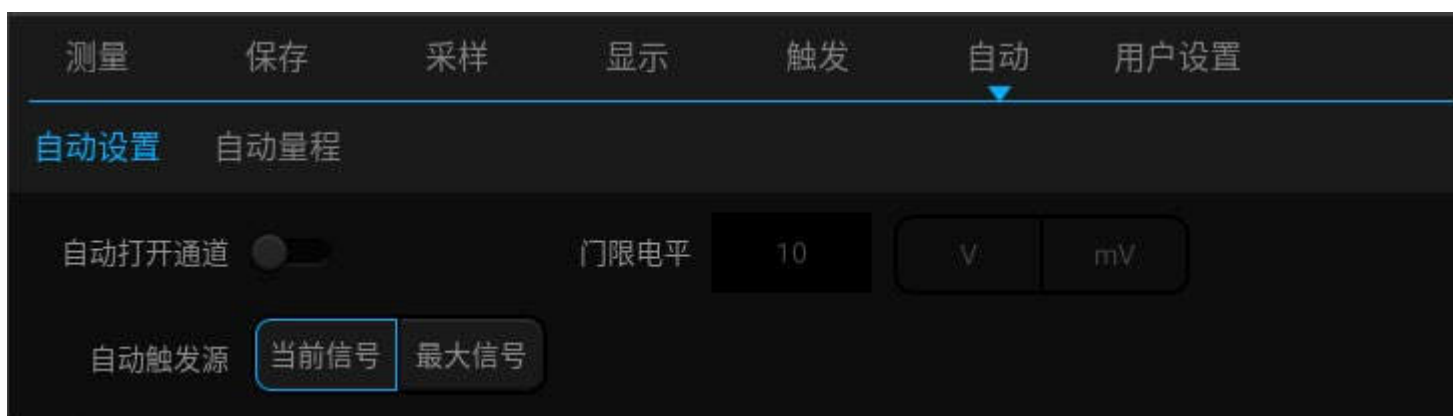 测量 保存 采样 显示 触发 自动 用户设置
自动设置 自动量程
自动打开通道 门限电平 10 V mV
自动触发源 当前信号 最大信号